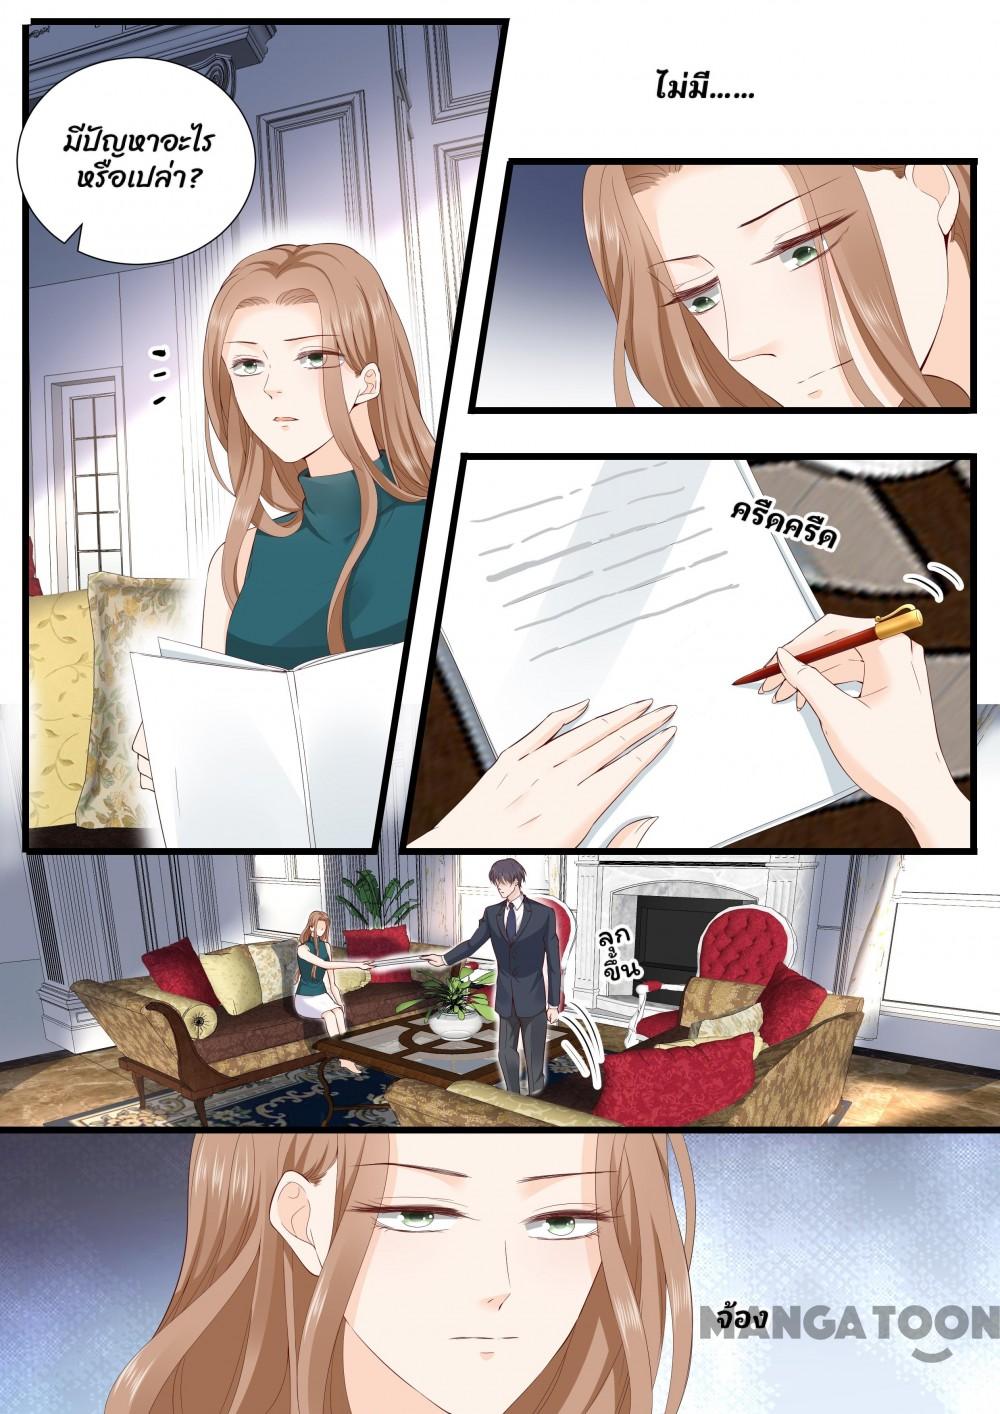 มีปัญหาอะไร
หรือเปล่า?
ไม่มี......
ครืดครืด
ลุก
ขึ้น
จ้อง
MANGATOON